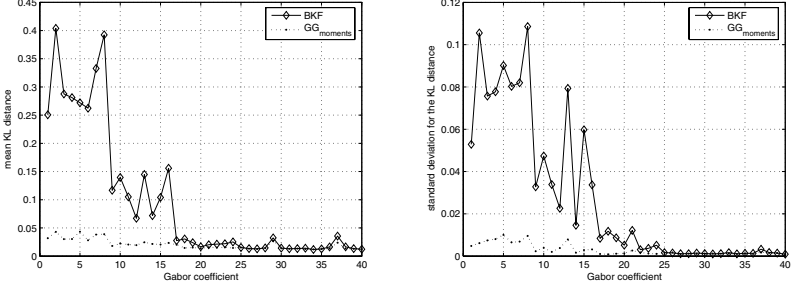 0.45
0.4
0.35
0.3
0.25
0.2
0.15
0.1
0.05
0
mean KL distance
0 5 10 15 20 25 30 35 40
Gabor coefficient
BKF
GG moments
0.12
0.1
0.08
0.06
0.04
0.02
0
standard deviation for the KL distance
0 5 10 15 20 25 30 35 40
Gabor coefficient
BKF
GG moments